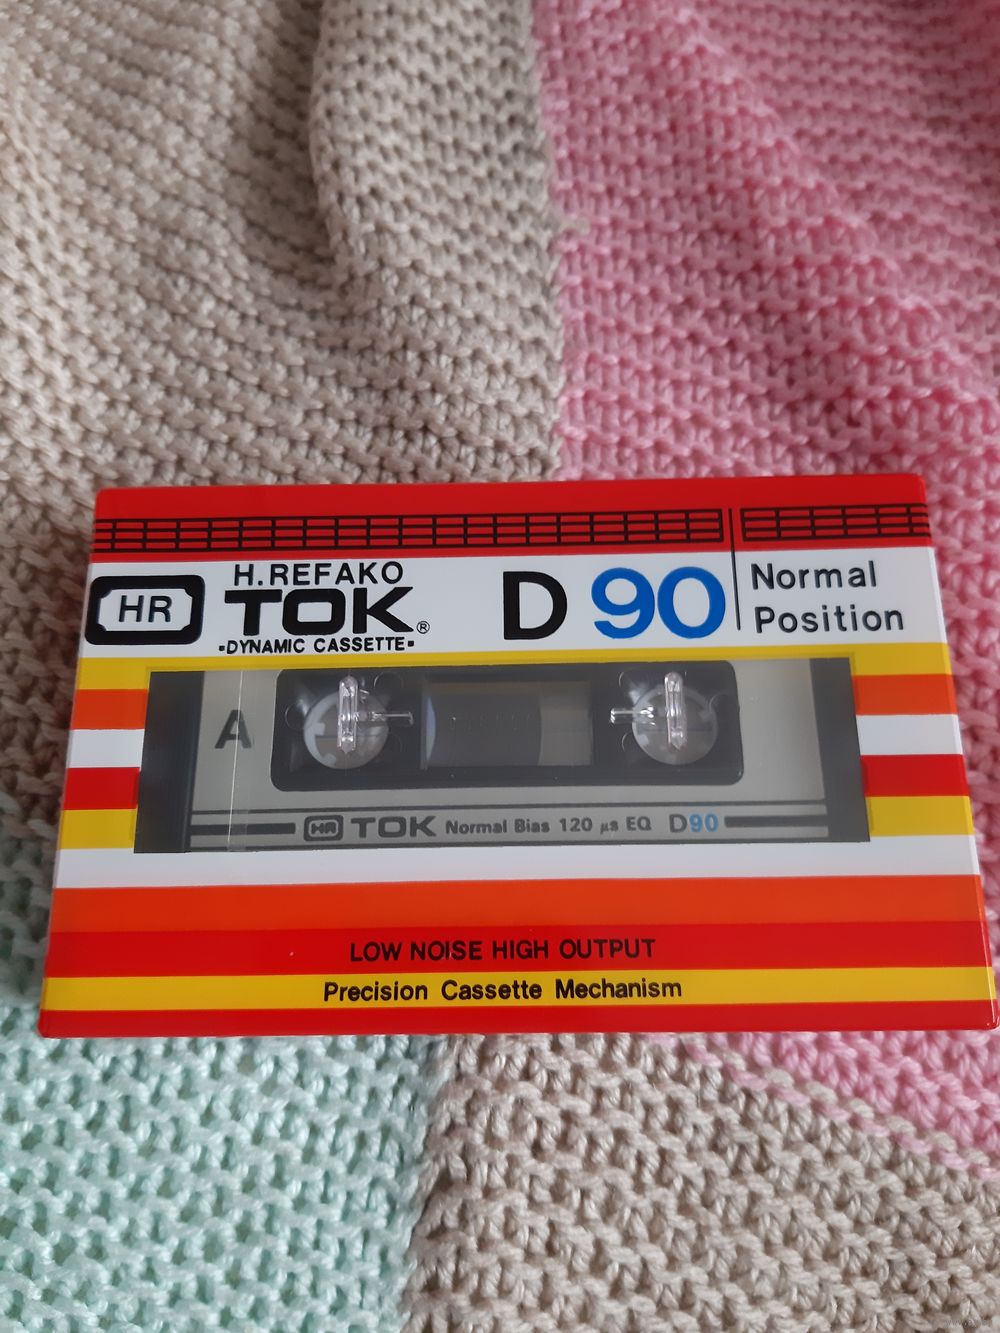 H.REFAKO
HR TOK®
-DYNAMIC CASSETTE-
D 90
Normal
Position
A
HR TOK Normal Bias 120 µs EQ D90
LOW NOISE HIGH OUTPUT
Precision Cassette Mechanism